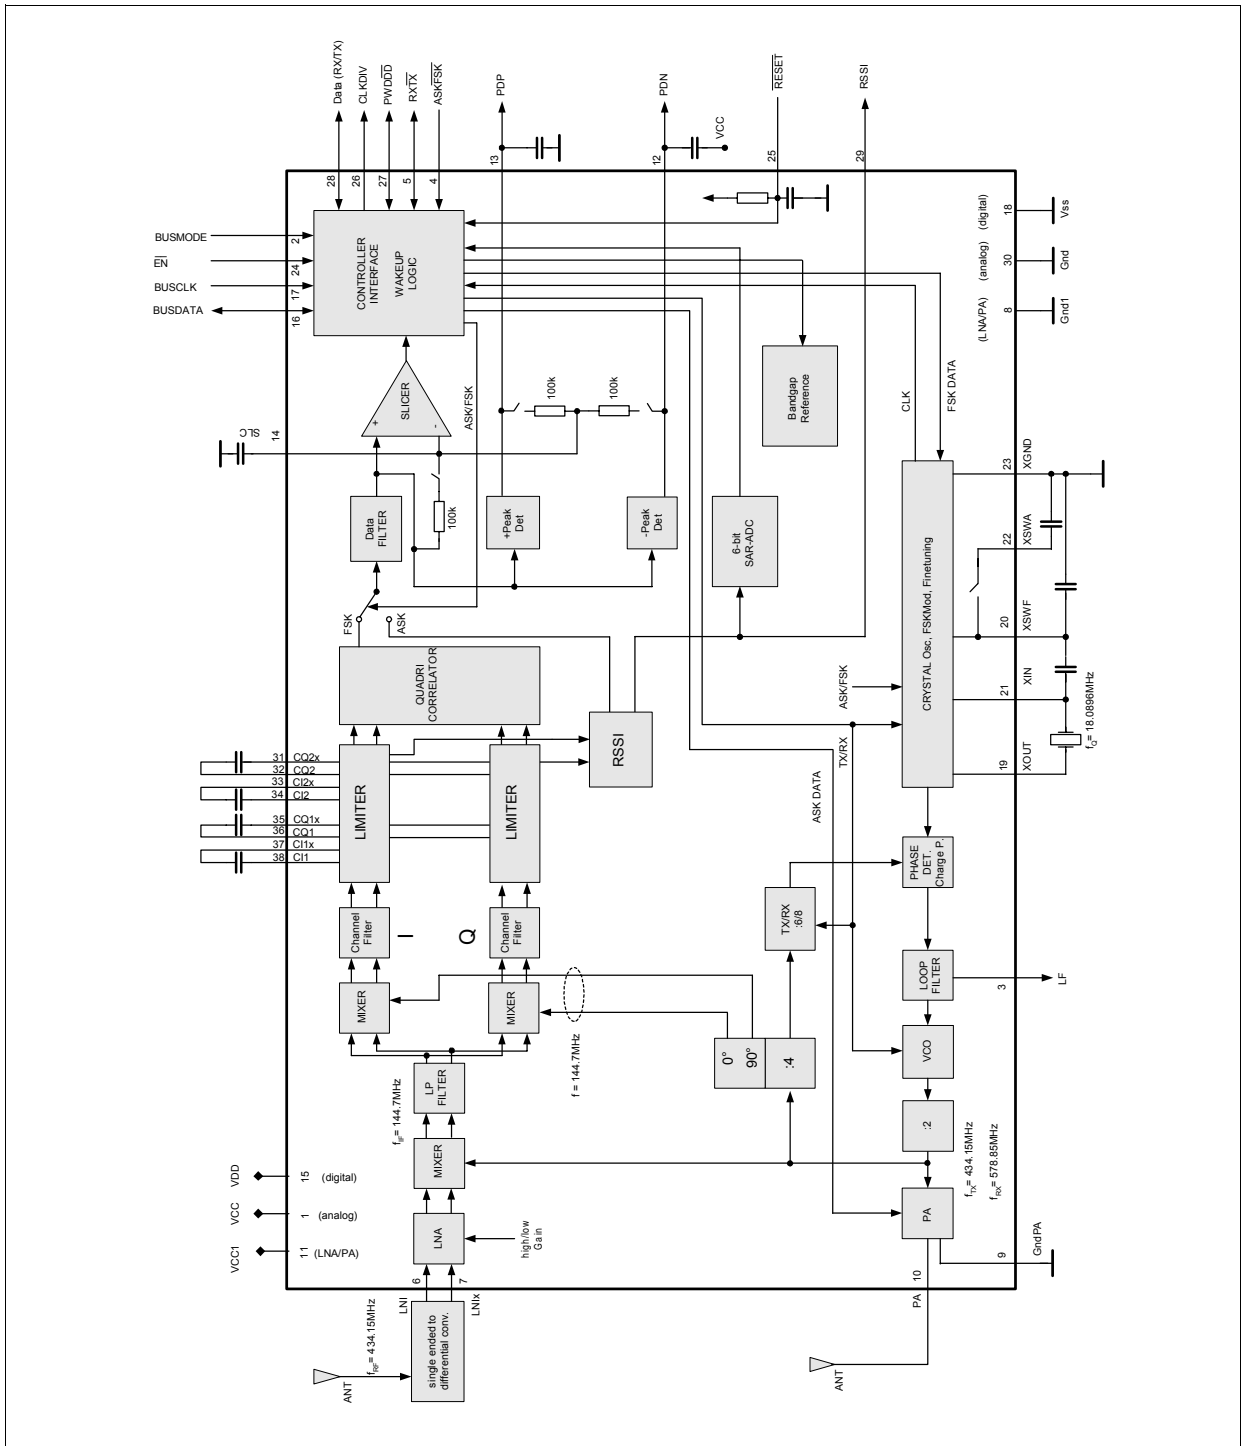 Data (RX/TX)
CLKDIV
PWDDD
RXTX
ASKFSK
PDP
PDN
RESET
RSSI
VCC
28
26
27
5
4
13
12
25
29
BUSMODE
2
EN
24
BUSCLK
17
BUSDATA
16
CONTROLLER
INTERFACE
WAKEUP
LOGIC
18
(digital)
Vss
30
(analog)
Gnd
8
(LNA/PA)
Gnd1
SLC
14
SLICER
+
-
ASK/FSK
100k
100k
Bandgap
Reference
CLK
FSK DATA
Data
FILTER
100k
+Peak
Det
-Peak
Det
6-bit
SAR-ADC
FSK
ASK
QUADRI
CORRELATOR
RSSI
ASK/FSK
TX/RX
ASK DATA
CRYSTAL Osc, FSKMod, Finetuning
23
XGND
22
XSWA
20
XSWF
21
XIN
19
XOUT
fQ= 18.0896MHz
31 CQ2x
32 CQ2
33 CI2x
34 CI2
35 CQ1x
36 CQ1
37 CI1x
38 CI1
LIMITER
LIMITER
Channel
Filter
I
Q
Channel
Filter
MIXER
MIXER
f = 144.7MHz
TX/RX
:6/8
PHASE
DET.
Charge P.
LOOP
FILTER
3
LF
0°
90°
:4
VCO
:2
fIF= 144.7MHz
LP
FILTER
MIXER
LNA
high/low
Gain
fTX= 434.15MHz
fRX= 578.85MHz
PA
9
GndPA
10
PA
VDD
15
(digital)
VCC
1
(analog)
VCC1
11
(LNA/PA)
LNI
6
7
LNIx
single ended to
differential conv.
fRF= 434.15MHz
ANT
ANT